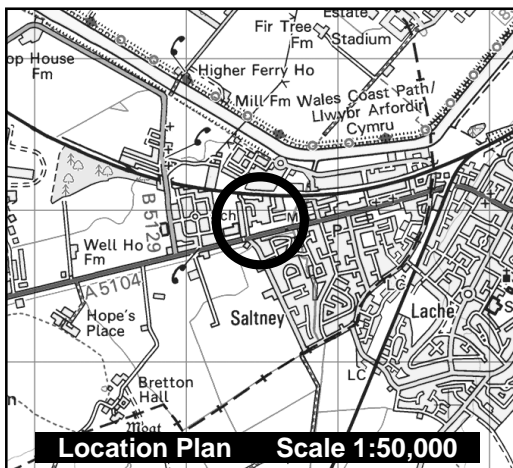 Estate
Fir Tree
Fm
Stadium
op House
Fm
Higher Ferry Ho
Mill Fm
Wales Coast Path/
Llwybr Arfordir
Cymru
B 5129
Sch
M
Well Ho
Fm
A 5104
Hope's
Place
Saltney
LC
Lache
S
Bretton
Hall
LC
Moat
n
Location Plan Scale 1:50,000